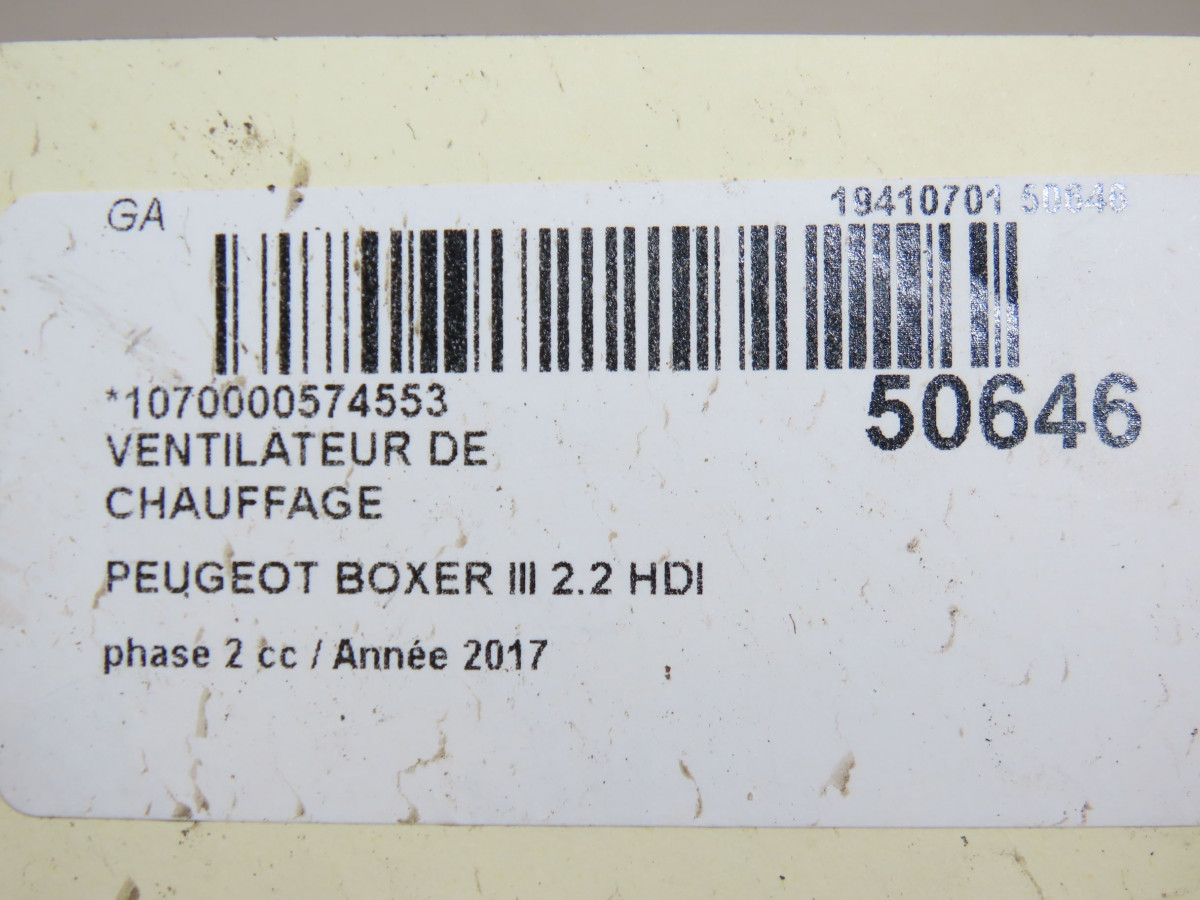 GA
19410701 50646
*1070000574553
50646
VENTILATEUR DE
CHAUFFAGE
PEUGEOT BOXER III 2.2 HDI
phase 2 cc / Année 2017